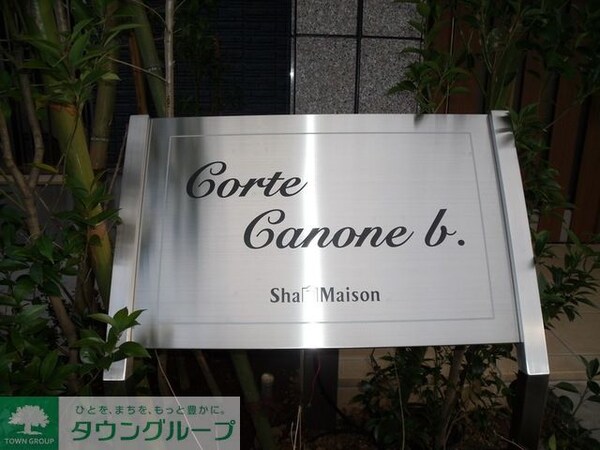 Corte
Canone b.
Sha Maison
TOWN GROUP
ひとを、まちを、もっと豊かに。
タウングループ